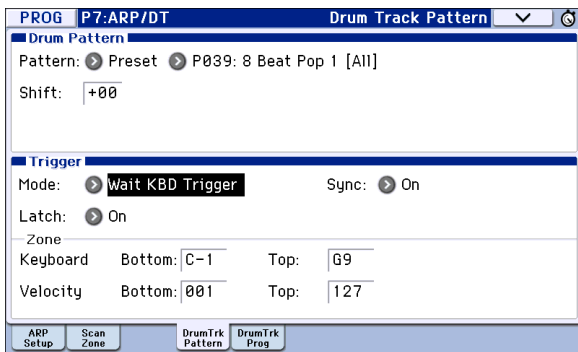 PROG P7:ARP/DT Drum Track Pattern
Drum Pattern
Pattern: Preset P039: 8 Beat Pop 1 [All]
Shift: +00
Trigger
Mode: Wait KBD Trigger Sync: On
Latch: On
Zone
Keyboard Bottom: C-1 Top: G9
Velocity Bottom: 001 Top: 127
ARP Setup Scan Zone DrumTrk Pattern DrumTrk Prog